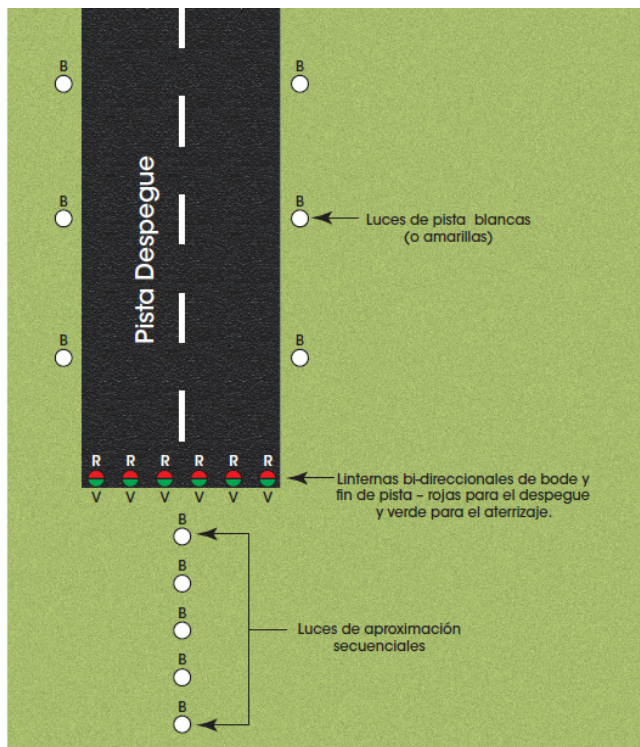 B B
Pista Despegue
B B
Luces de pista blancas
(o amarillas)
B B
R R R R R R
V V V V V V
Linternas bi-direccionales de bode y
fin de pista – rojas para el despegue
y verde para el aterrizaje.
B
B
B
Luces de aproximación
secuenciales
B
B